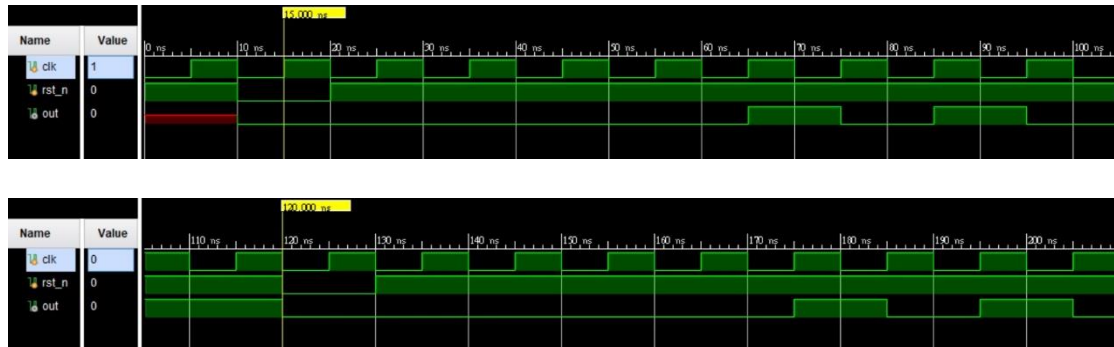 15.000 ns
Name Value 0 ns 10 ns 20 ns 30 ns 40 ns 50 ns 60 ns 70 ns 80 ns 90 ns 100 ns
clk 1
rst_n 0
out 0
120.000 ns
Name Value 110 ns 120 ns 130 ns 140 ns 150 ns 160 ns 170 ns 180 ns 190 ns 200 ns
clk 0
rst_n 0
out 0